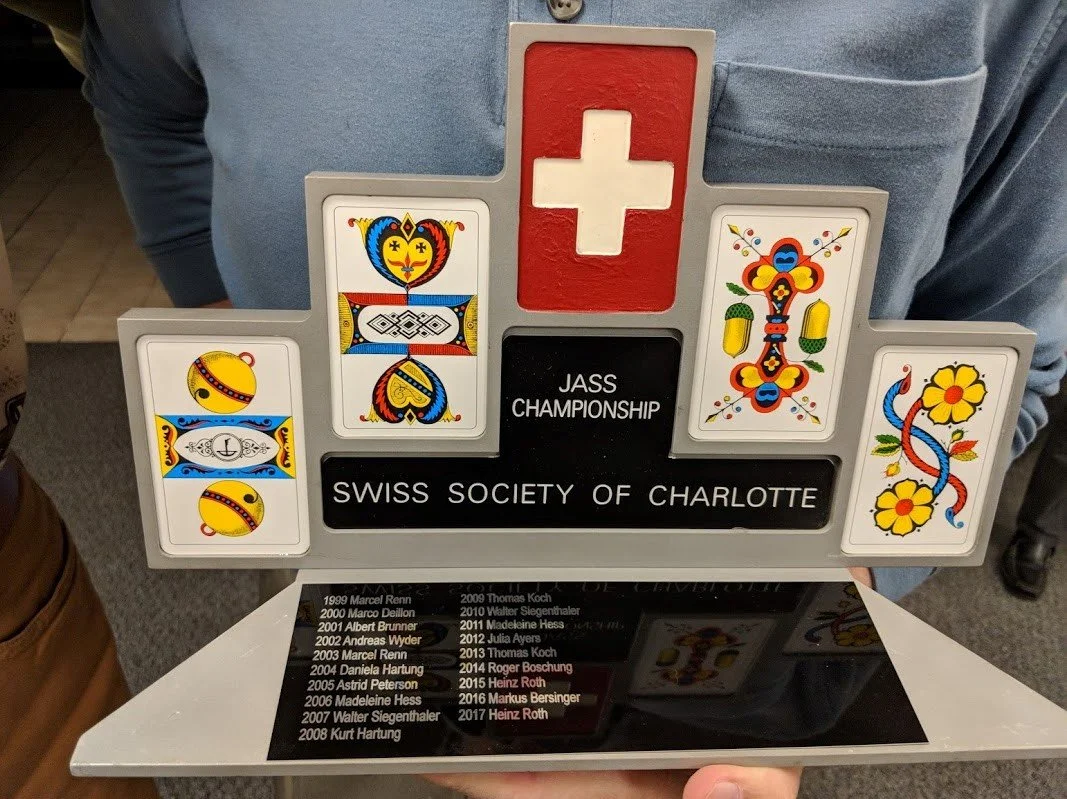 JASS
CHAMPIONSHIP
SWISS SOCIETY OF CHARLOTTE
1999 Marcel Renn
2000 Marco Deillon
2001 Albert Brunner
2002 Andreas Wyder
2003 Marcel Renn
2004 Daniela Hartung
2005 Astrid Peterson
2006 Madeleine Hess
2007 Walter Siegenthaler
2008 Kurt Hartung
2009 Thomas Koch
2010 Walter Siegenthaler
2011 Madeleine Hess
2012 Julia Ayers
2013 Thomas Koch
2014 Roger Boschung
2015 Heinz Roth
2016 Markus Bersinger
2017 Heinz Roth